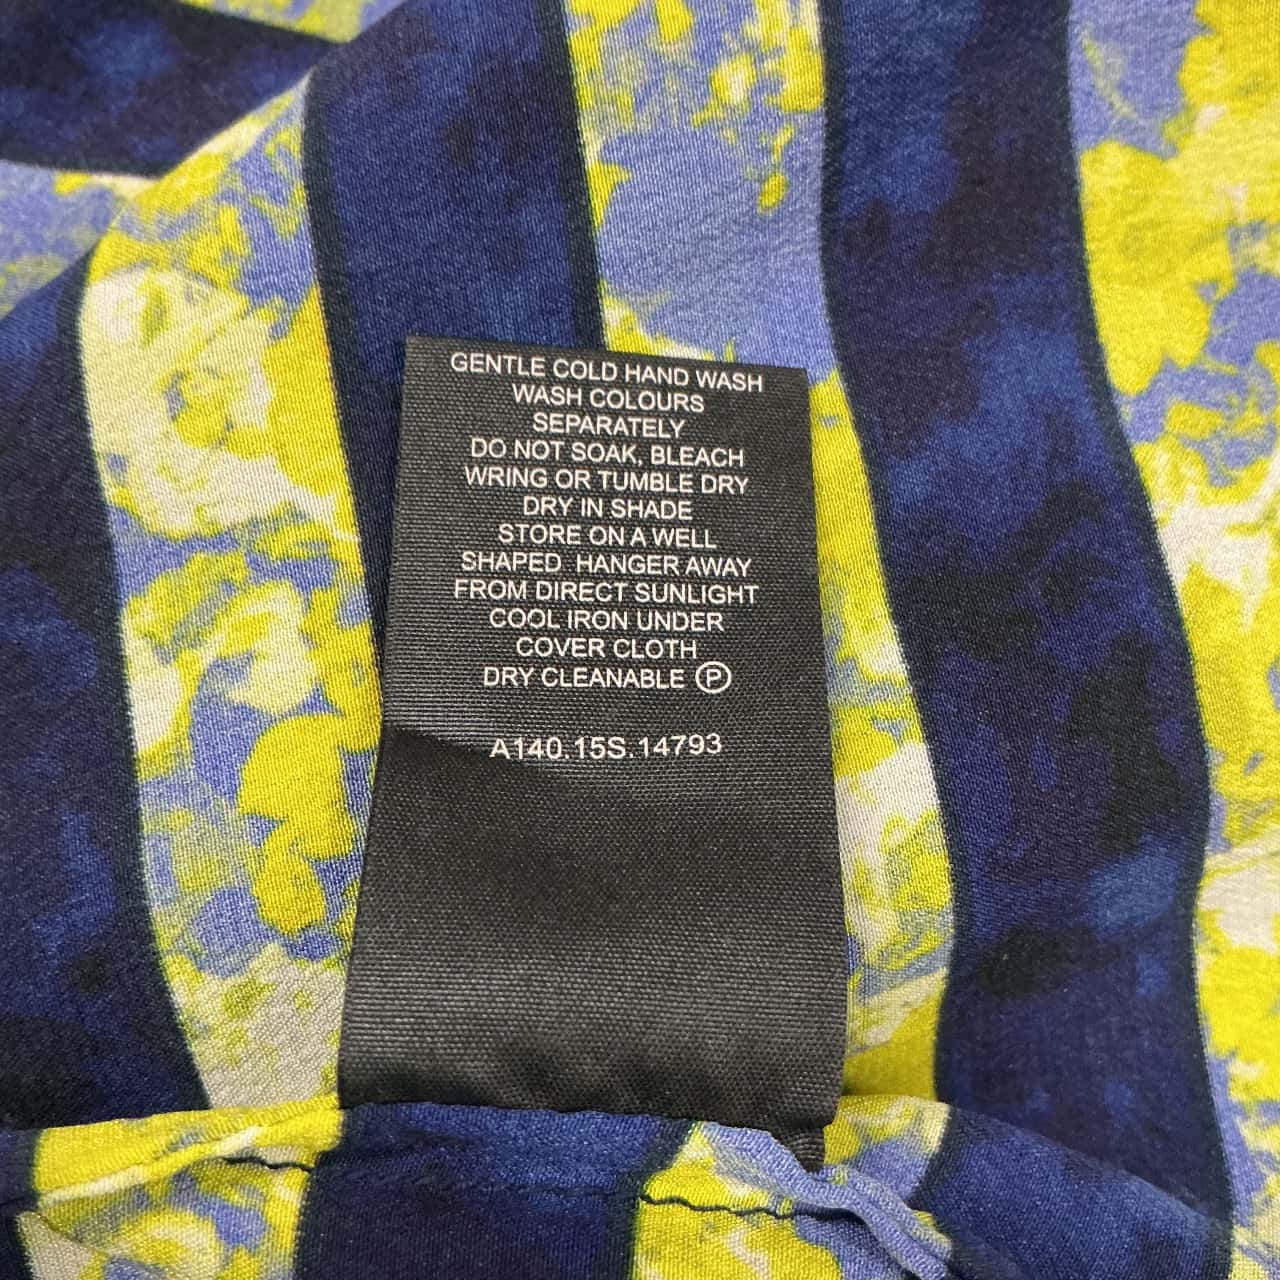 GENTLE COLD HAND WASH
WASH COLOURS
SEPARATELY
DO NOT SOAK, BLEACH
WRING OR TUMBLE DRY
DRY IN SHADE
STORE ON A WELL
SHAPED HANGER AWAY
FROM DIRECT SUNLIGHT
COOL IRON UNDER
COVER CLOTH
DRY CLEANABLE Ⓟ
A140.15S.14793